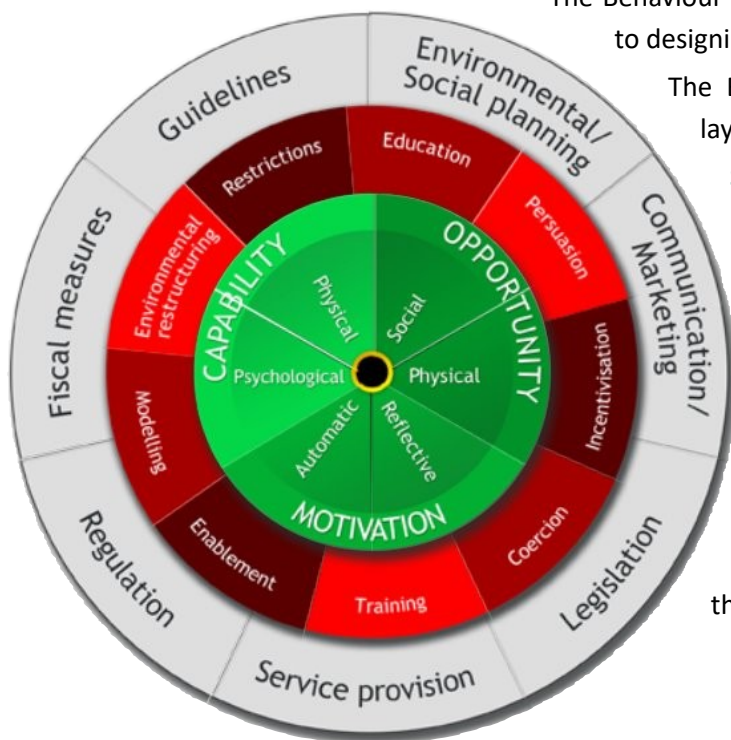 The Behaviour
to designi
The
lay
th
Guidelines
Environmental/
Social planning
Communication/
Marketing
Legislation
Service provision
Regulation
Fiscal measures
Restrictions
Education
Persuasion
Incentivisation
Coercion
Training
Enablement
Modelling
Environmental
restructuring
CAPABILITY
OPPORTUNITY
MOTIVATION
Physical
Social
Physical
Reflective
Automatic
Psychological